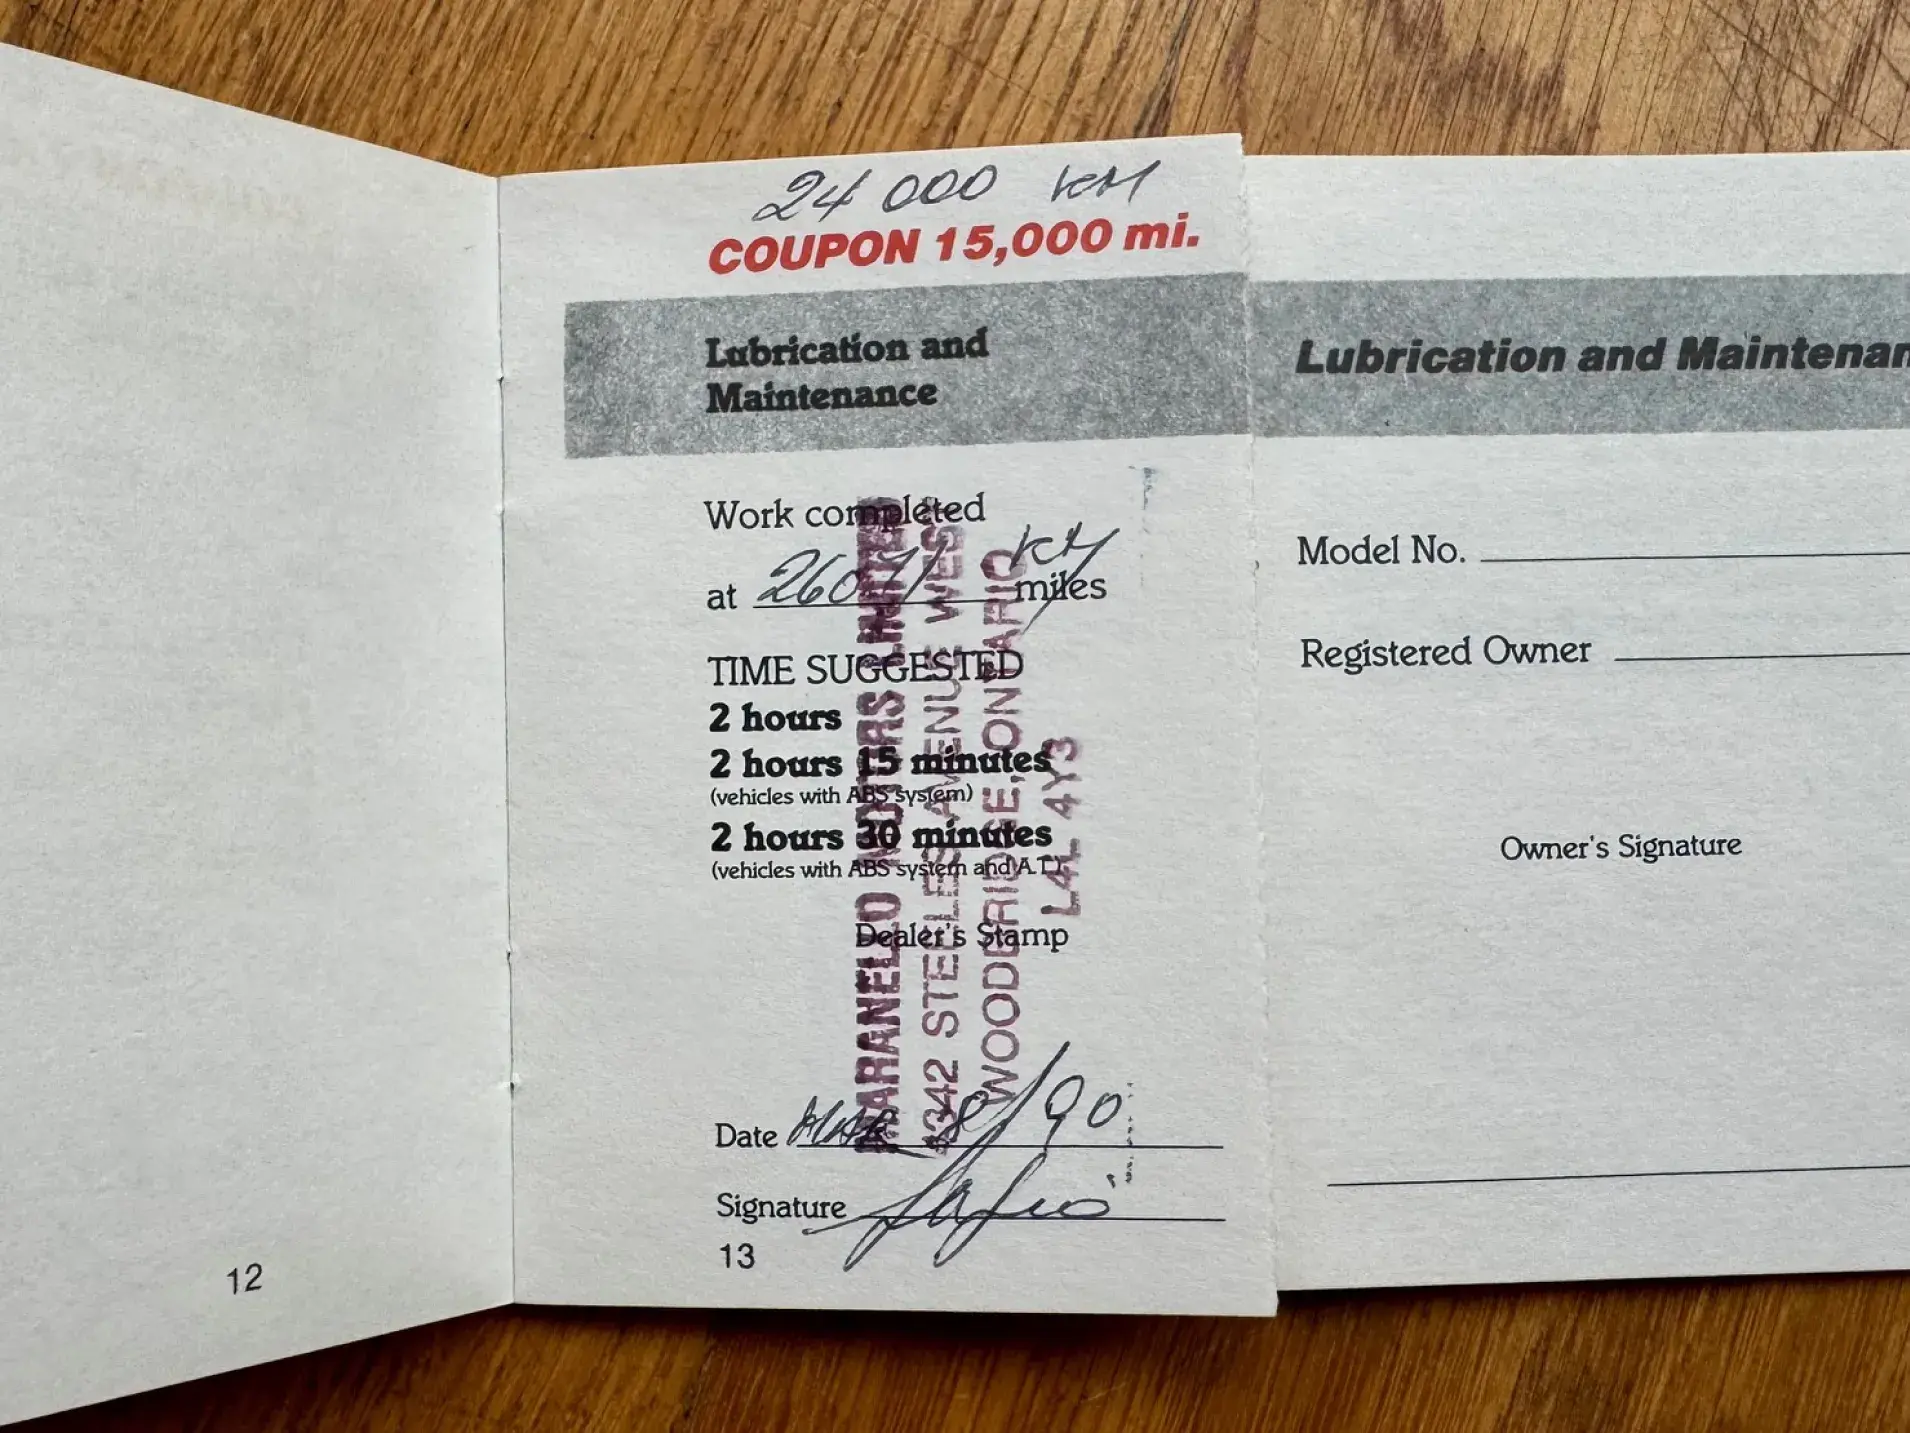 24 000 KM
COUPON 15,000 mi.
Lubrication and
Maintenance
Work completed
at 26071 KM miles
TIME SUGGESTED
2 hours
2 hours 15 minutes
(vehicles with ABS system)
2 hours 30 minutes
(vehicles with ABS system and A.T.)
Dealer's Stamp
MARANELLO MOTORS LIMITED
4342 STEELES AVENUE WEST
WOODBRIDGE, ONTARIO
L4L 4Y3
Date MAR 8/90
Signature
13
12
Lubrication and Maintenan
Model No.
Registered Owner
Owner's Signature